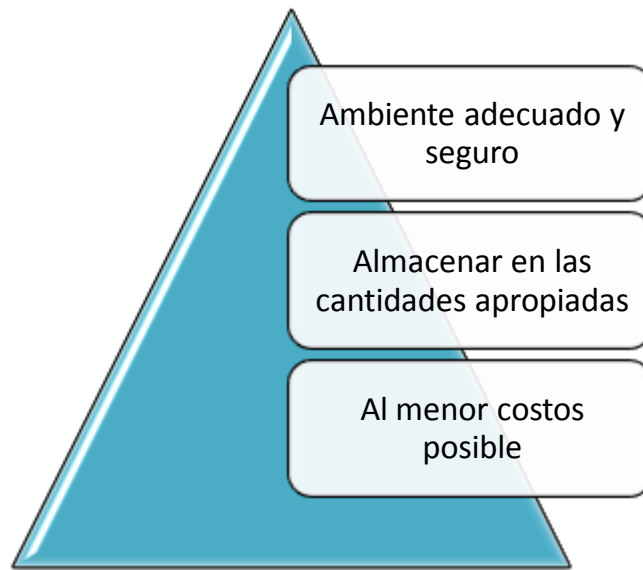 Ambiente adecuado y
seguro
Almacenar en las
cantidades apropiadas
Al menor costos
posible